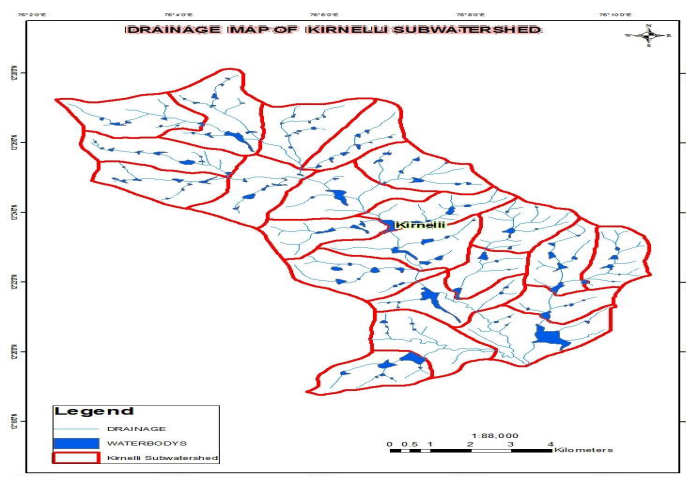 76°2'0"E 76°4'0"E 76°6'0"E 76°8'0"E 76°10'0"E
DRAINAGE MAP OF KIRNELLI SUBWATERSHED
N
W E
S
Kirnelli
Legend
DRAINAGE
WATERBODYS
Kirnelli Subwatershed
1:88,000
0 0.5 1 2 3 4
Kilometers